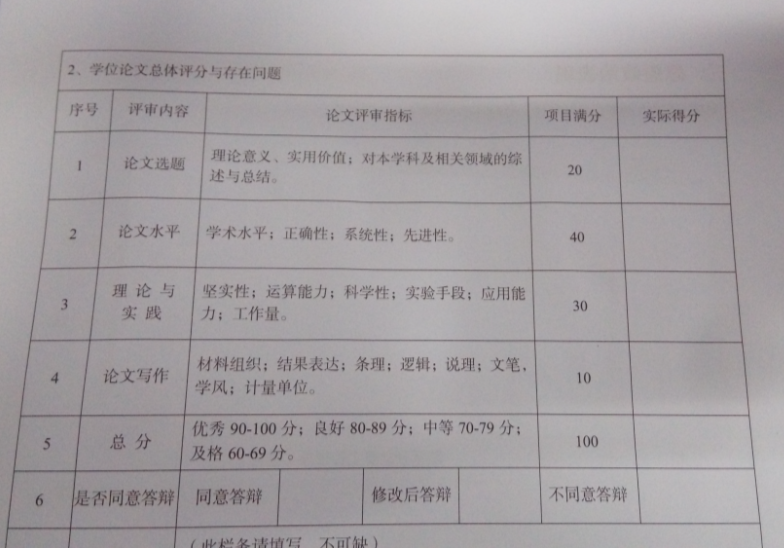 2、学位论文总体评分与存在问题
序号 评审内容 论文评审指标 项目满分 实际得分
1 论文选题 理论意义、实用价值；对本学科及相关领域的综
述与总结。 20
2 论文水平 学术水平；正确性；系统性；先进性。 40
3 理论与 坚实性；运算能力；科学性；实验手段；应用能
实践 力；工作量。 30
4 论文写作 材料组织；结果表达；条理；逻辑；说理；文笔，
学风；计量单位。 10
5 总分 优秀 90-100 分；良好 80-89 分；中等 70-79 分；
及格 60-69 分。 100
6 是否同意答辩 同意答辩 修改后答辩 不同意答辩
（此栏务请填写，不可缺）